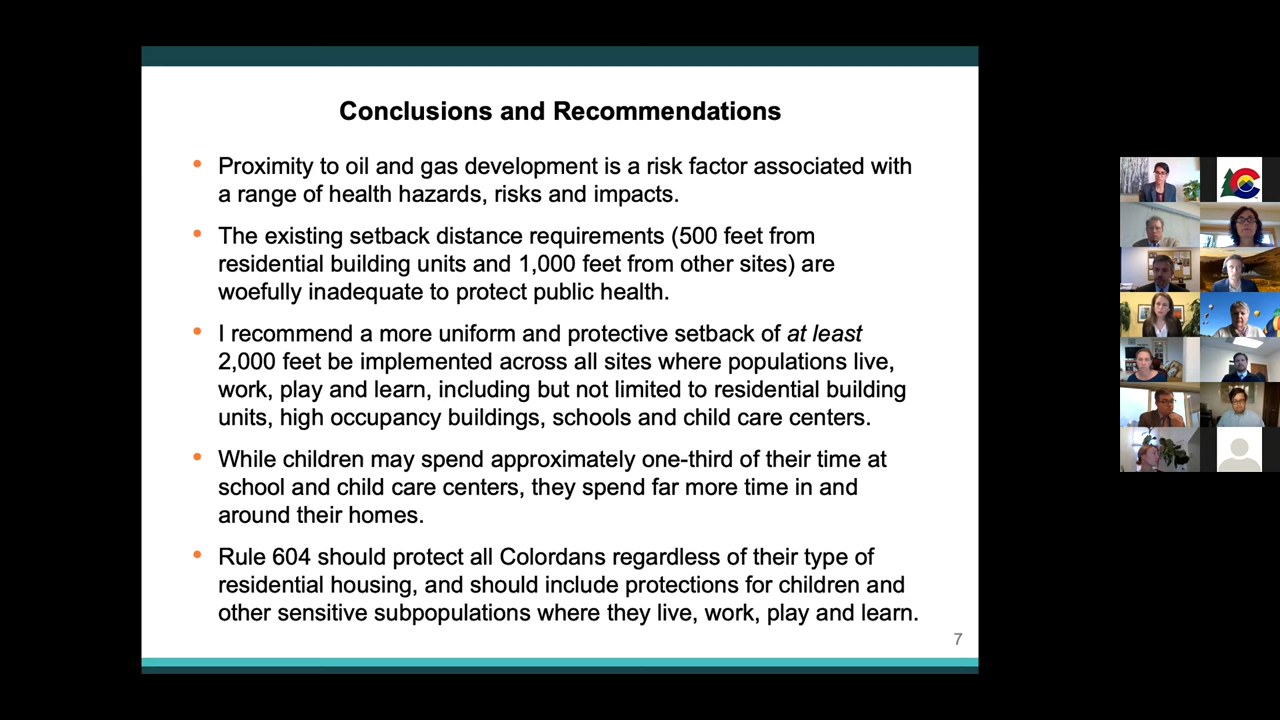 Conclusions and Recommendations
• Proximity to oil and gas development is a risk factor associated with
a range of health hazards, risks and impacts.
• The existing setback distance requirements (500 feet from
residential building units and 1,000 feet from other sites) are
woefully inadequate to protect public health.
• I recommend a more uniform and protective setback of at least
2,000 feet be implemented across all sites where populations live,
work, play and learn, including but not limited to residential building
units, high occupancy buildings, schools and child care centers.
• While children may spend approximately one-third of their time at
school and child care centers, they spend far more time in and
around their homes.
• Rule 604 should protect all Colordans regardless of their type of
residential housing, and should include protections for children and
other sensitive subpopulations where they live, work, play and learn.
7